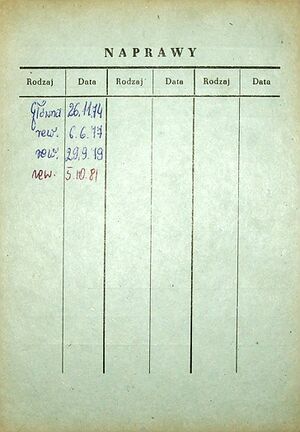 NAPRAWY
Rodzaj Data Rodzaj Data Rodzaj Data
główna 26.11.74
rew. 6.6.77
rew. 29.9.79
rew. 5.10.81